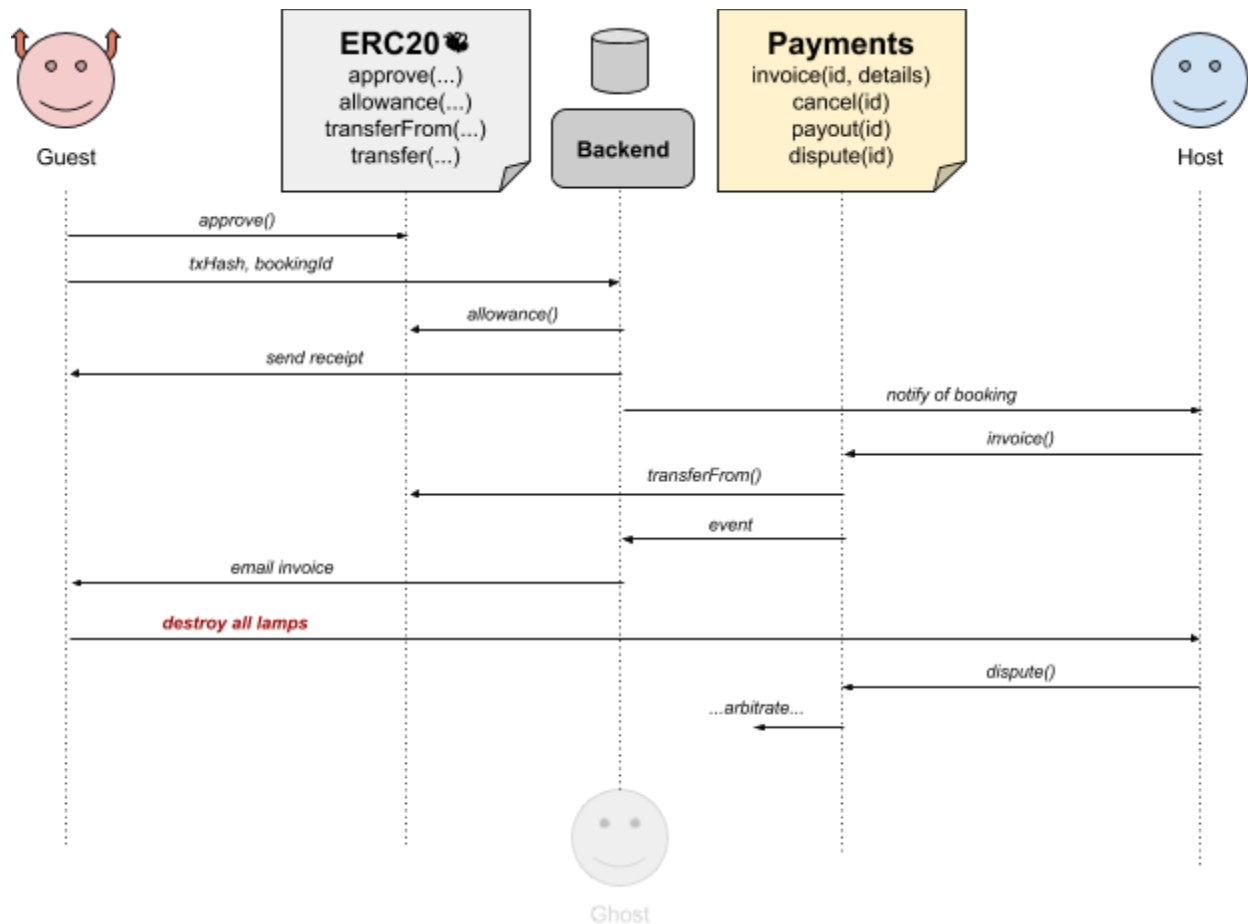 ERC20
approve(...)
allowance(...)
transferFrom(...)
transfer(...)
Backend
Payments
invoice(id, details)
cancel(id)
payout(id)
dispute(id)
Guest
Host
approve()
txHash, bookingId
allowance()
send receipt
notify of booking
invoice()
transferFrom()
event
email invoice
destroy all lamps
dispute()
...arbitrate...
Ghost